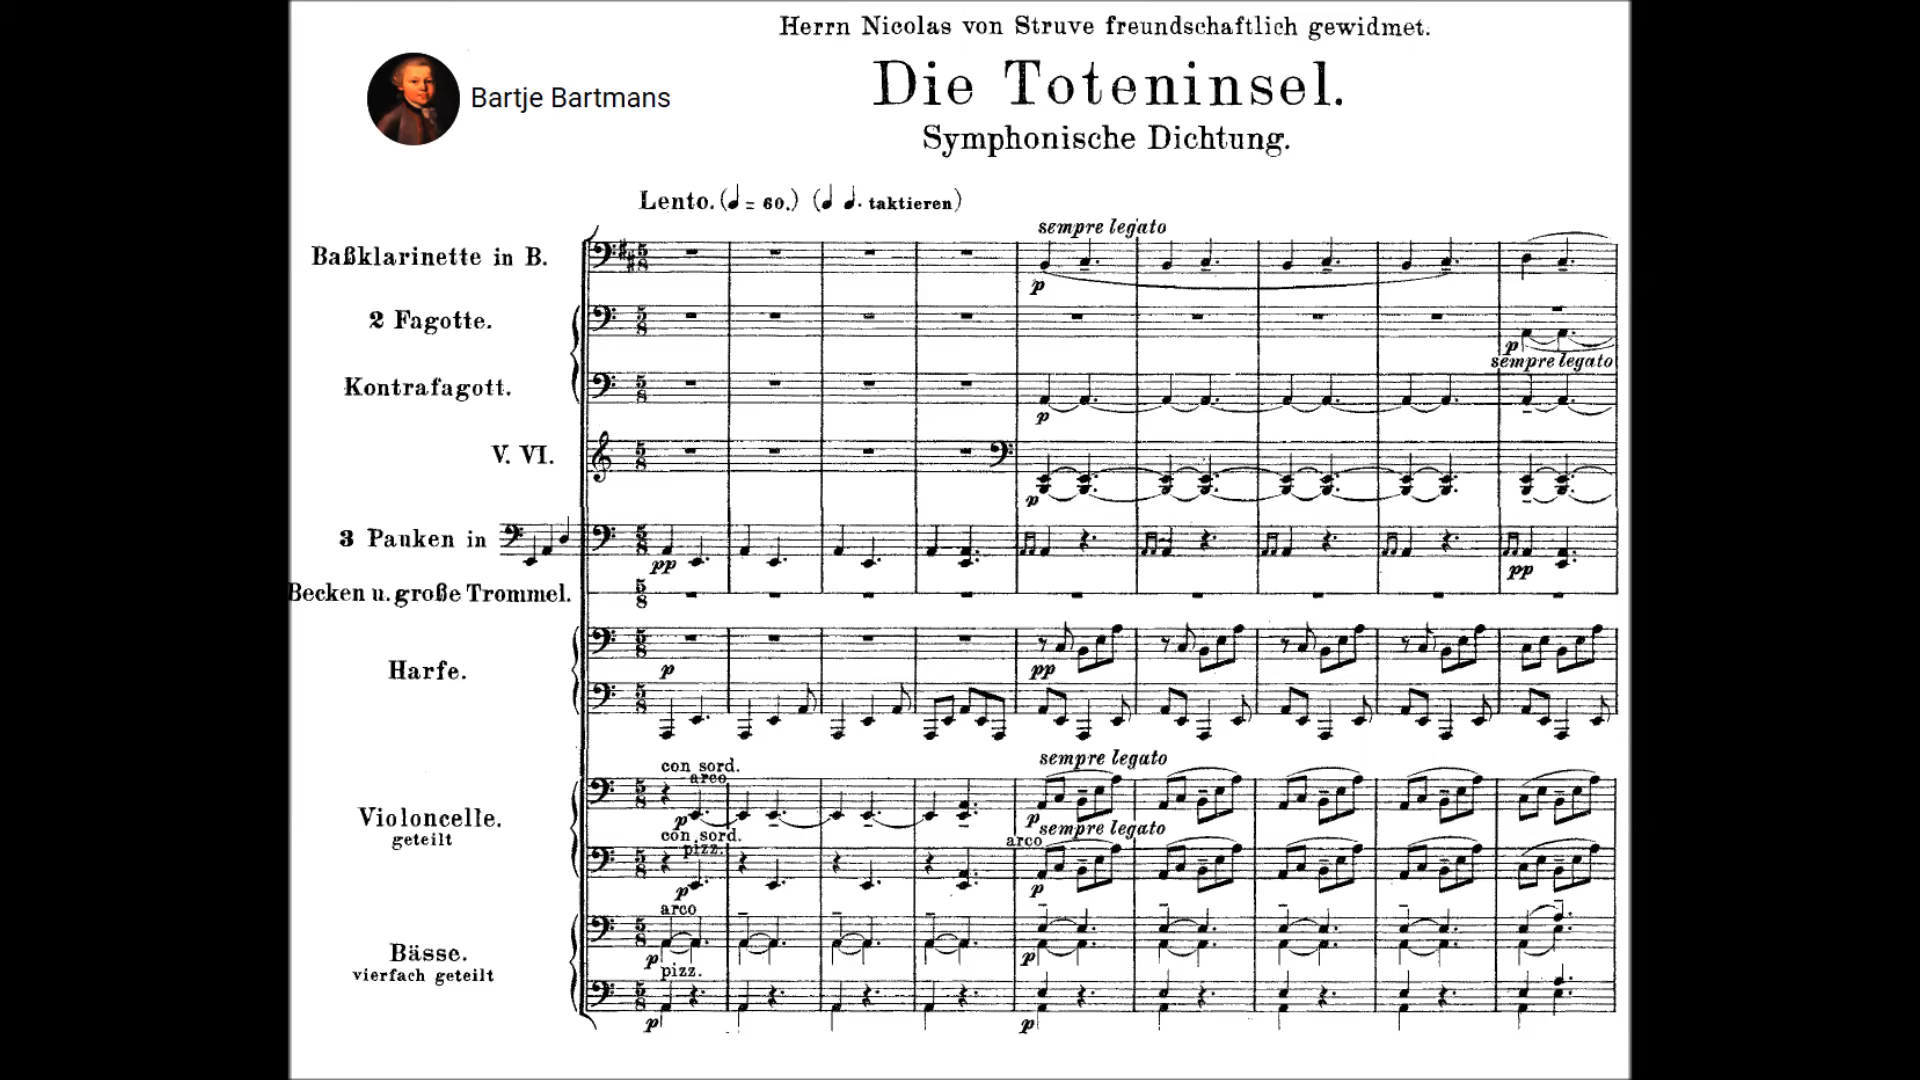 Herrn Nicolas von Struve freundschaftlich gewidmet.
Bartje Bartmans
Die Toteninsel.
Symphonische Dichtung.
Lento. (♩ = 60.) (♩ ♩. taktieren)
sempre legato
Baßklarinette in B.
p
2 Fagotte.
p
sempre legato
Kontrafagott.
p
V. VI.
p
3 Pauken in
pp
pp
Becken u. große Trommel.
Harfe.
p
pp
con sord.
arco
sempre legato
Violoncelle.
geteilt
p
p
con sord.
pizz.
arco
sempre legato
p
p
arco
Bässe.
vierfach geteilt
p
p
pizz.
p
p